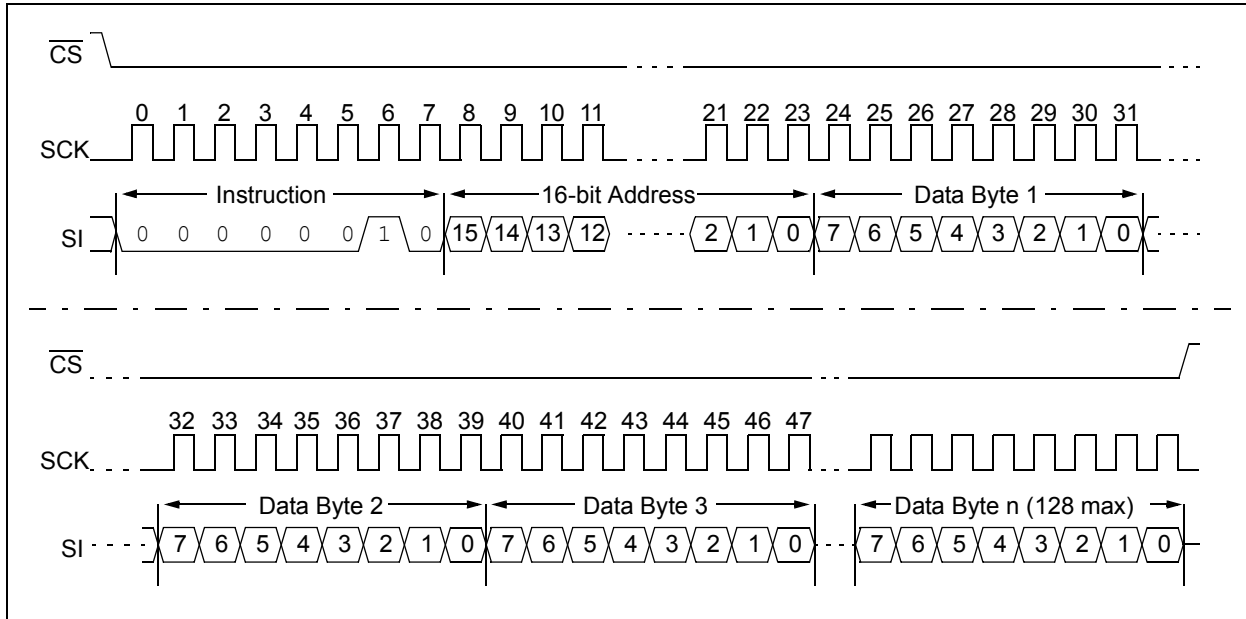 CS
0 1 2 3 4 5 6 7 8 9 10 11 21 22 23 24 25 26 27 28 29 30 31
SCK
Instruction 16-bit Address Data Byte 1
SI 0 0 0 0 0 0 1 0 15 14 13 12 2 1 0 7 6 5 4 3 2 1 0
CS
32 33 34 35 36 37 38 39 40 41 42 43 44 45 46 47
SCK
Data Byte 2 Data Byte 3 Data Byte n (128 max)
SI 7 6 5 4 3 2 1 0 7 6 5 4 3 2 1 0 7 6 5 4 3 2 1 0